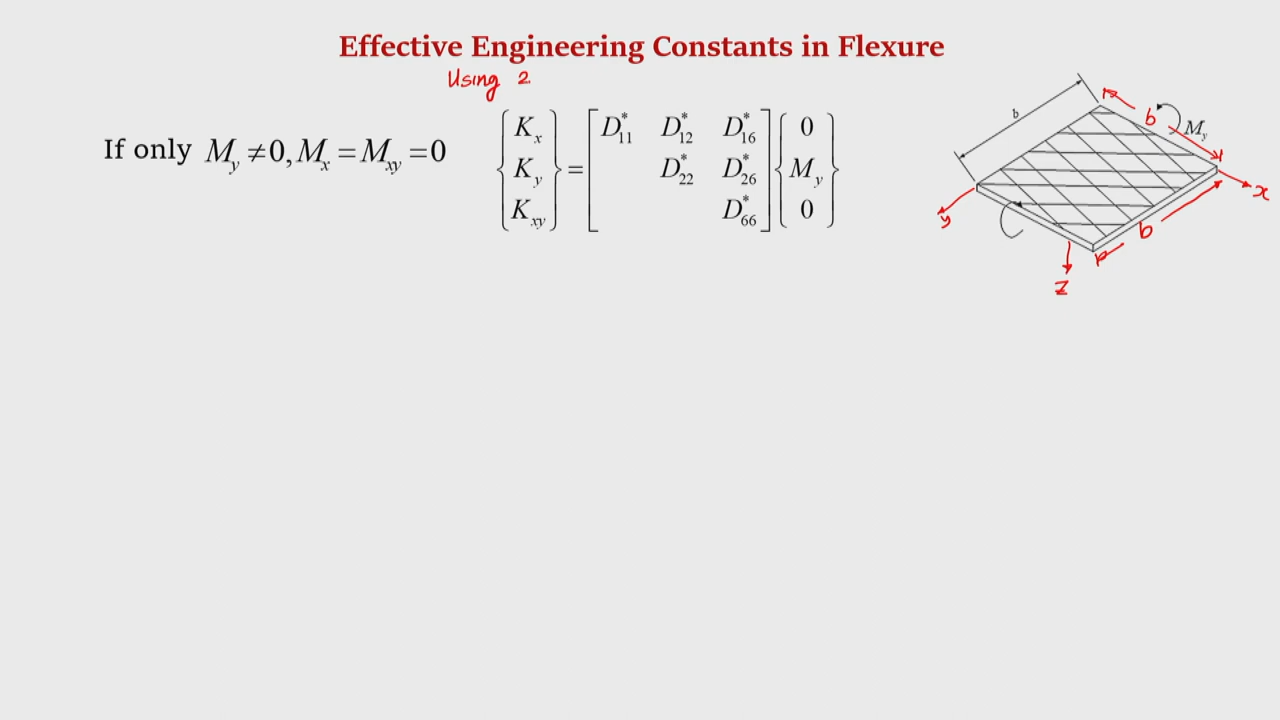 Effective Engineering Constants in Flexure
Using 2
If only M_y ≠ 0, M_x = M_xy = 0
{K_x K_y K_xy} = [D*_11 D*_12 D*_16 D*_22 D*_26 D*_66] {0 M_y 0}
b
b
M_y
x
y
b
z